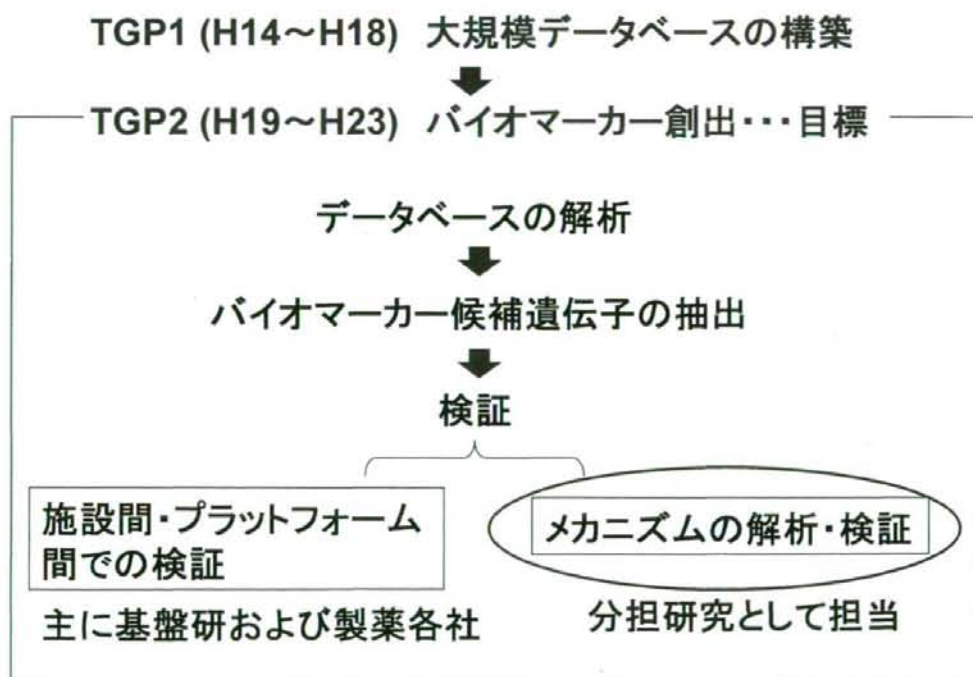 TGP1 (H14～H18) 大規模データベースの構築
TGP2 (H19～H23) バイオマーカー創出･･･目標
データベースの解析
バイオマーカー候補遺伝子の抽出
検証
施設間・プラットフォーム
間での検証
メカニズムの解析・検証
主に基盤研および製薬各社
分担研究として担当